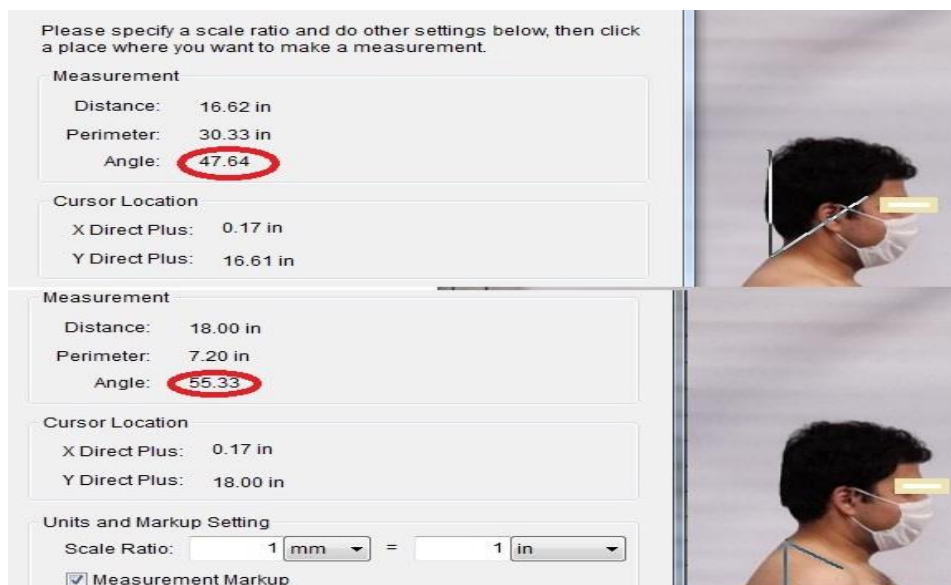 Please specify a scale ratio and do other settings below, then click
a place where you want to make a measurement.
Measurement
Distance: 16.62 in
Perimeter: 30.33 in
Angle: 47.64
Cursor Location
X Direct Plus: 0.17 in
Y Direct Plus: 16.61 in
Measurement
Distance: 18.00 in
Perimeter: 7.20 in
Angle: 55.33
Cursor Location
X Direct Plus: 0.17 in
Y Direct Plus: 18.00 in
Units and Markup Setting
Scale Ratio: 1 mm = 1 in
Measurement Markup